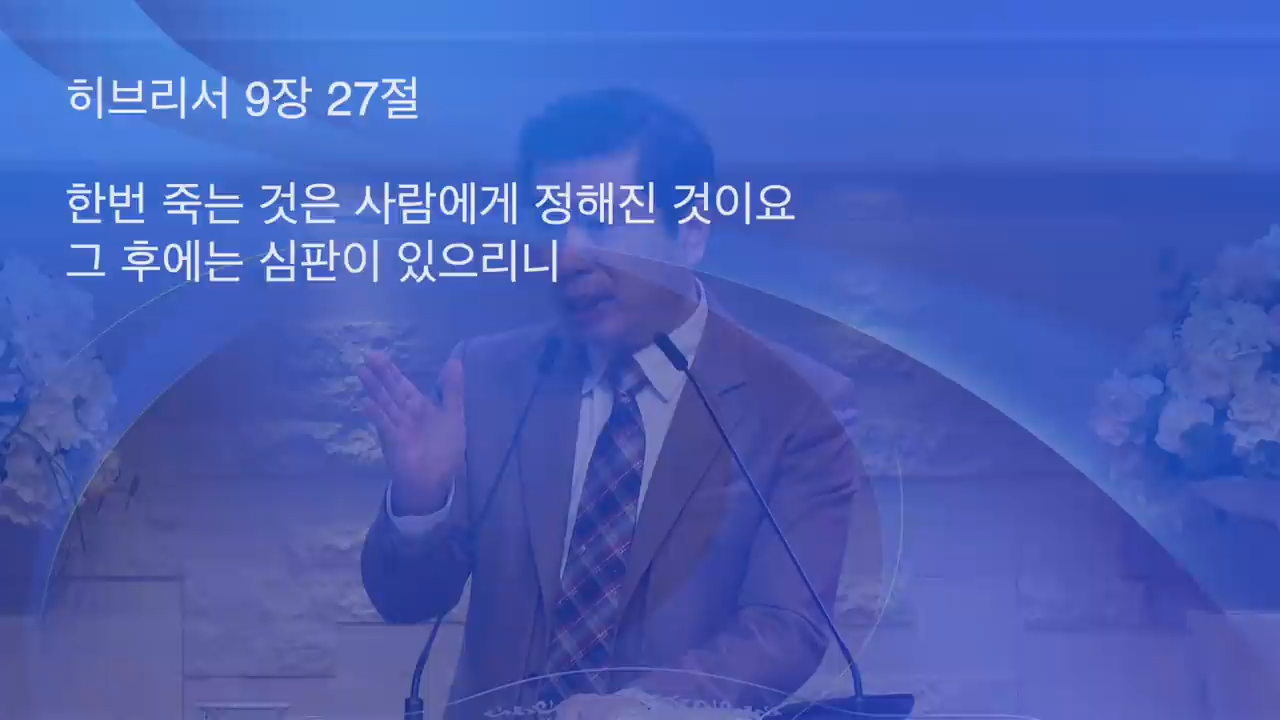 히브리서 9장 27절
한번 죽는 것은 사람에게 정해진 것이요
그 후에는 심판이 있으리니